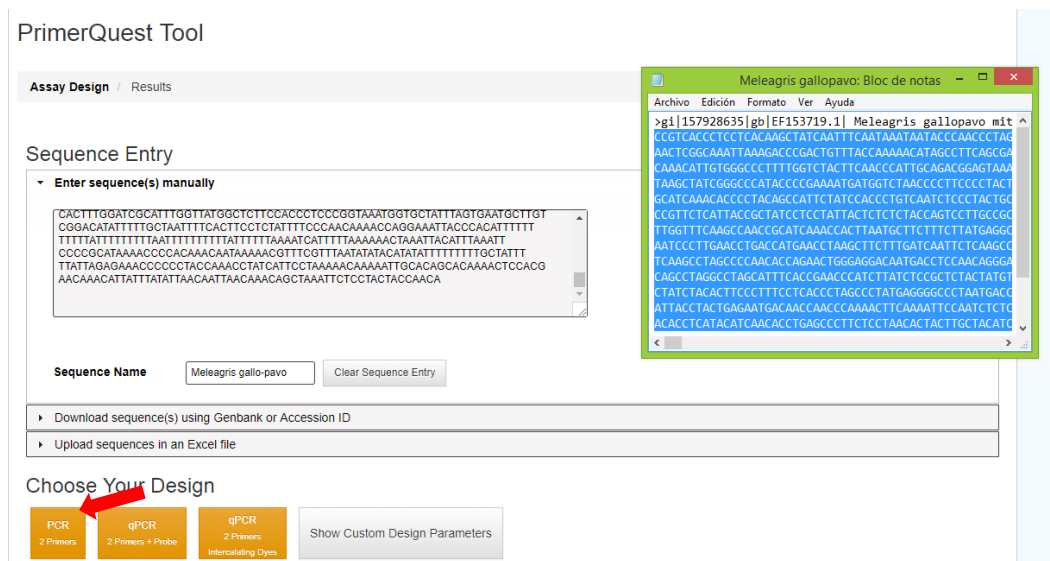 PrimerQuest Tool
Assay Design / Results
Sequence Entry
Enter sequence(s) manually
CACTTTGGATCGCATTTGGTTATGGCTCTTCCACCCTCCCGGTAAATGGTGCTATTTAGTGAATGCTTGT
CGGACATATTTTTGCTAATTTTCACTTCCTCTATTTTCCCAACAAAACCAGGAAATTACCCACATTTTTT
TTTTTATTTTTTTTTAATTTTTTTTTTATTTTTTAAAATCATTTTTAAAAAACTAAATTACATTTAAATT
CCCCGCATAAAACCCCACAAACAATAAAAACGTTTCGTTTAATATATACATATATTTTTTTTTGCTATT
TTATTAGAGAAACCCCCCTACCAAACCTATCATTCCTAAAAACAAAAATTGCACAGCACAAAACTCCACG
AACAAACATTATTTATATTAACAATTAACAAACAGCTAAATTCTCCTACTACCAACA
Sequence Name
Meleagris gallo-pavo
Clear Sequence Entry
Download sequence(s) using Genbank or Accession ID
Upload sequences in an Excel file
Choose Your Design
PCR
2 Primers
qPCR
2 Primers + Probe
qPCR
2 Primers
Intercalating Dyes
Show Custom Design Parameters
Meleagris gallopavo: Bloc de notas
Archivo Edición Formato Ver Ayuda
>gi|157928635|gb|EF153719.1| Meleagris gallopavo mit
CCGTCACCCTCCTCACAAGCTATCAATTTCAATAAATAATACCCAACCCTAG
AACTCGGCAAATTAAAGACCCGACTGTTTACCAAAAACATAGCCTTCAGCGA
CAAACATTGTGGGCCCTTTTGGTCTACTTCAACCCATTGCAGACGGAGTAAA
TAAGCTATCGGGCCCATACCCCGAAAATGATGGTCTAACCCCTTCCCCTACT
GCATCAAACACCCCTACAGCCATTCTATCCACCCTGTCAATCTCCCTACTGC
CCGTTCTCATTACCGCTATCCTCCTATTACTCTCTCTACCAGTCCTTGCCGC
TTGGTTTCAAGCCAACCGCATCAAACCACTTAATGCTTCTTTCTTATGAGGC
AATCCCTTGAACCTGACCATGAACCTAAGCTTCTTTGATCAATTCTCAAGCC
TCAAGCCTAGCCCCAACACCAGAACTGGGAGGACAATGACCTCCAACAGGGA
CAGCCTAGGCCTAGCATTTCACCGAACCCATCTTATCTCCGCTCTACTATGT
CTATCTACACTTCCCTTTCCTCACCCTAGCCCTATGAGGGGCCCTAATGACC
ATTACCTACTGAGAATGACAACCAACCCAAAACTTCAAAATTCCAATCTCTC
ACACCTCATACATCAACACCTGAGCCCTTCTCCTAACACTACTTGCTACATC